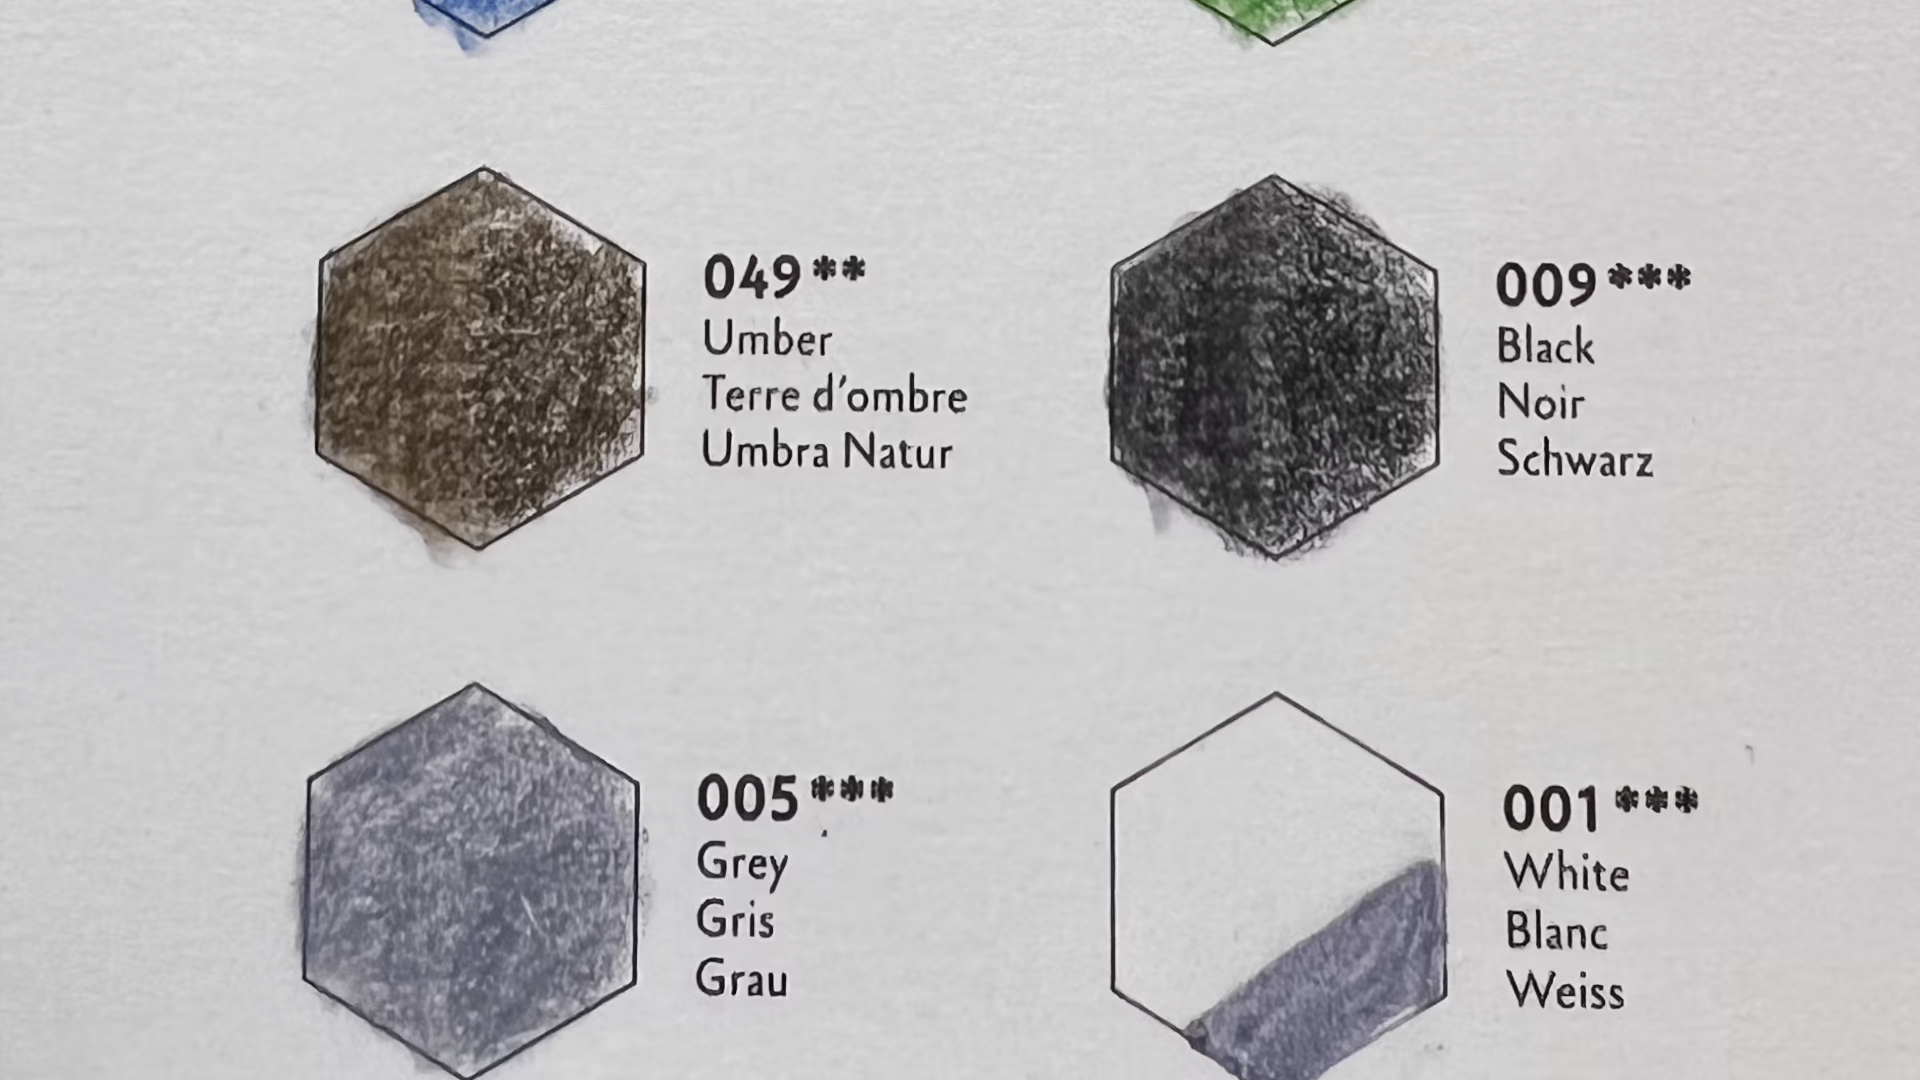 049**
Umber
Terre d'ombre
Umbra Natur
009***
Black
Noir
Schwarz
005***
Grey
Gris
Grau
001***
White
Blanc
Weiss